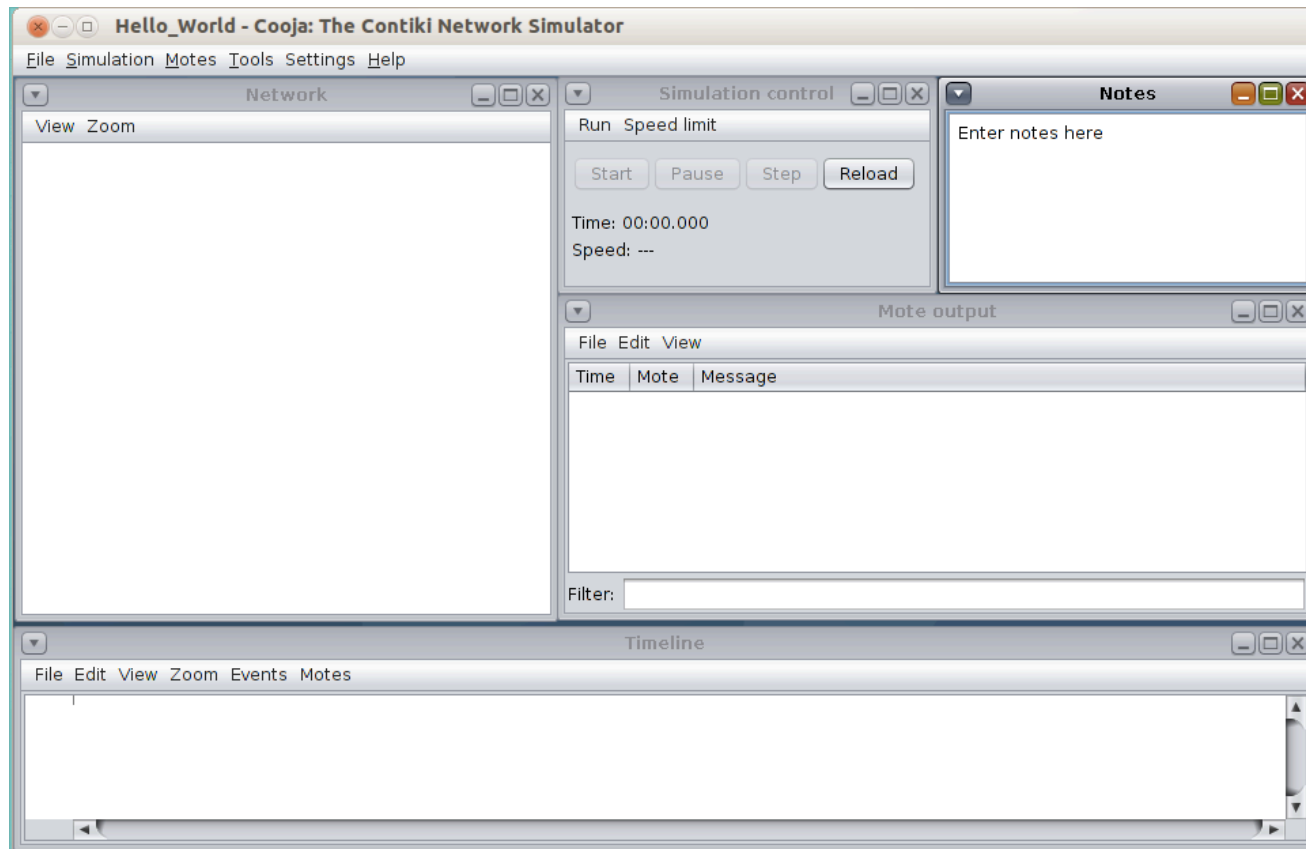 Hello_World - Cooja: The Contiki Network Simulator
File Simulation Motes Tools Settings Help
Network
View Zoom
Simulation control
Run Speed limit
Start Pause Step Reload
Time: 00:00.000
Speed: ---
Notes
Enter notes here
Mote output
File Edit View
Time Mote Message
Filter:
Timeline
File Edit View Zoom Events Motes